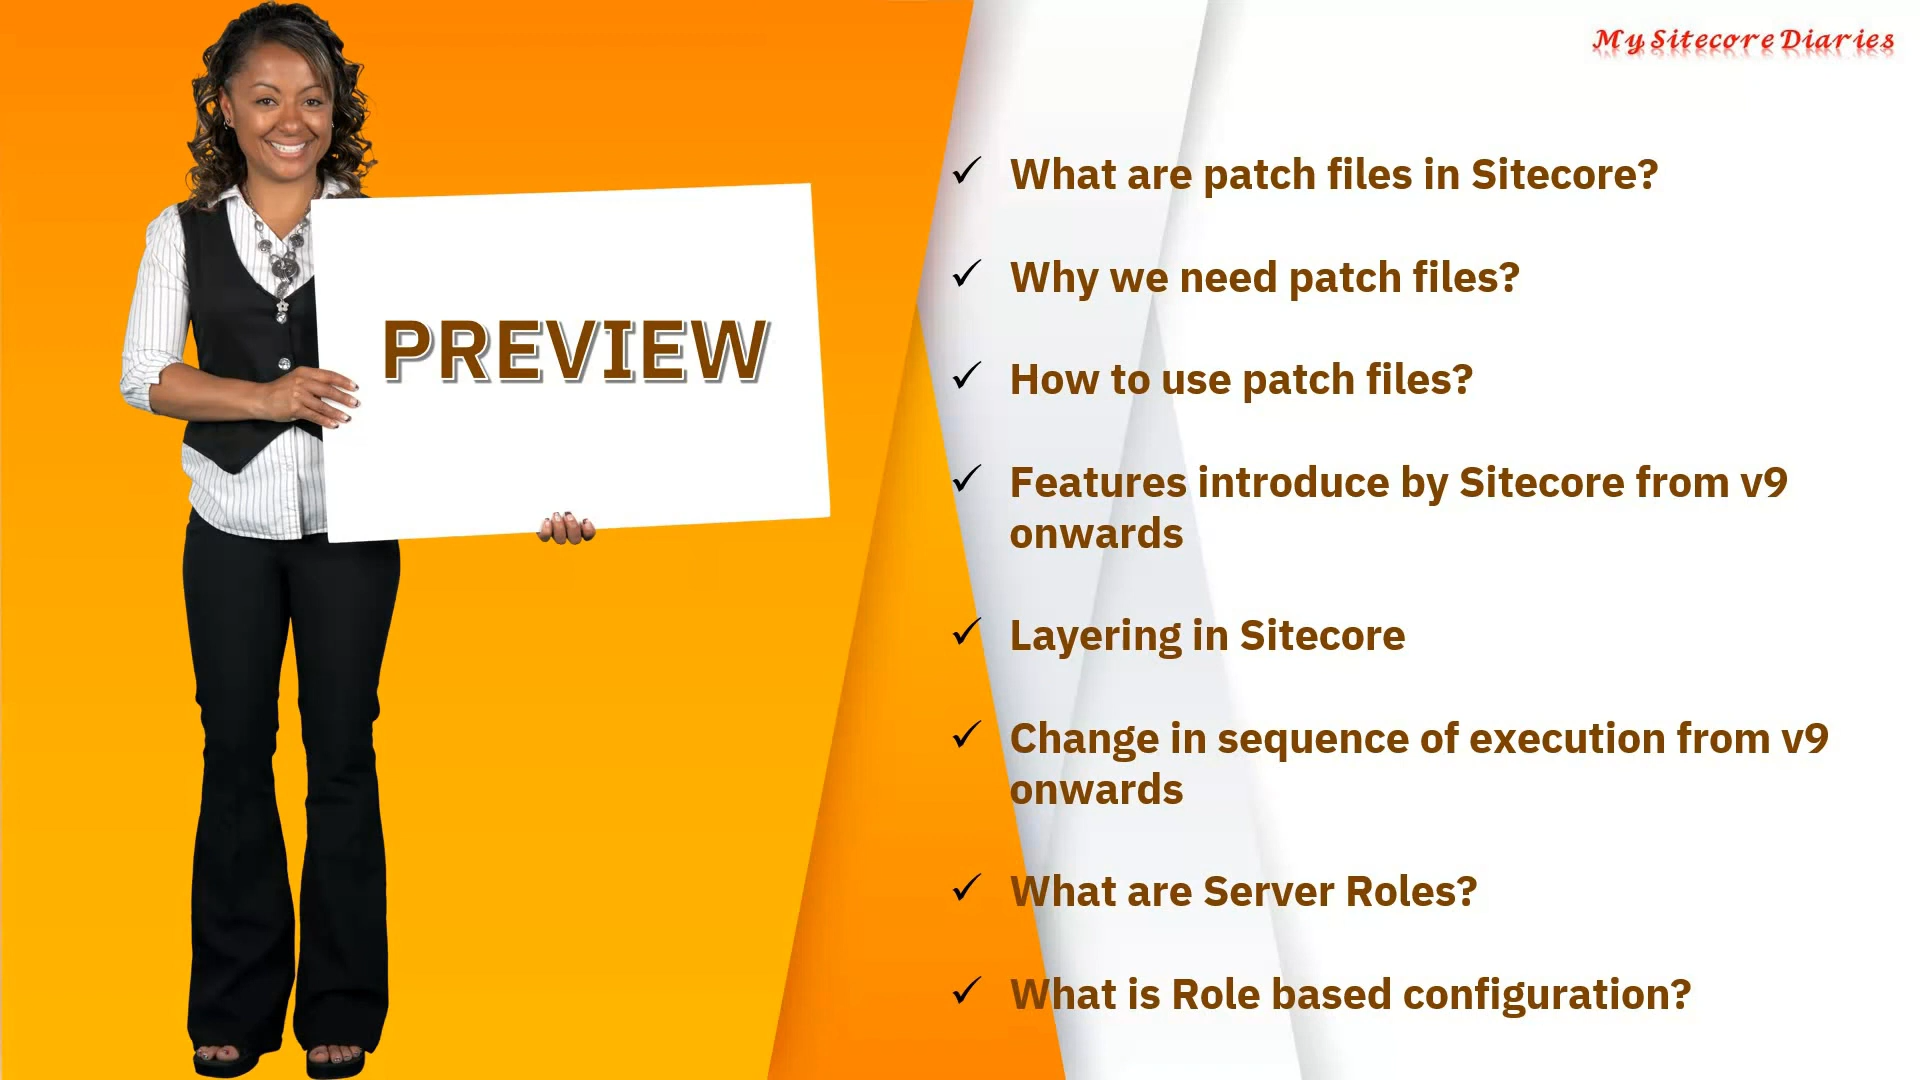 My Sitecore Diaries
PREVIEW
What are patch files in Sitecore?
Why we need patch files?
How to use patch files?
Features introduce by Sitecore from v9
onwards
Layering in Sitecore
Change in sequence of execution from v9
onwards
What are Server Roles?
What is Role based configuration?